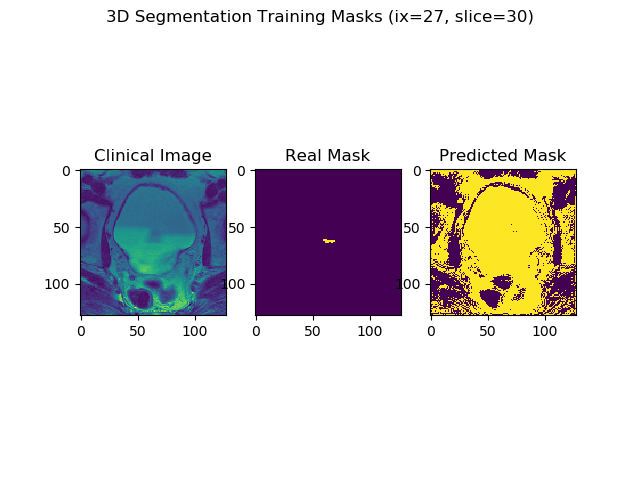 3D Segmentation Training Masks (ix=27, slice=30)
Clinical Image Real Mask Predicted Mask
0 0 0
50 50 50
100 100 100
0 50 100 0 50 100 0 50 100